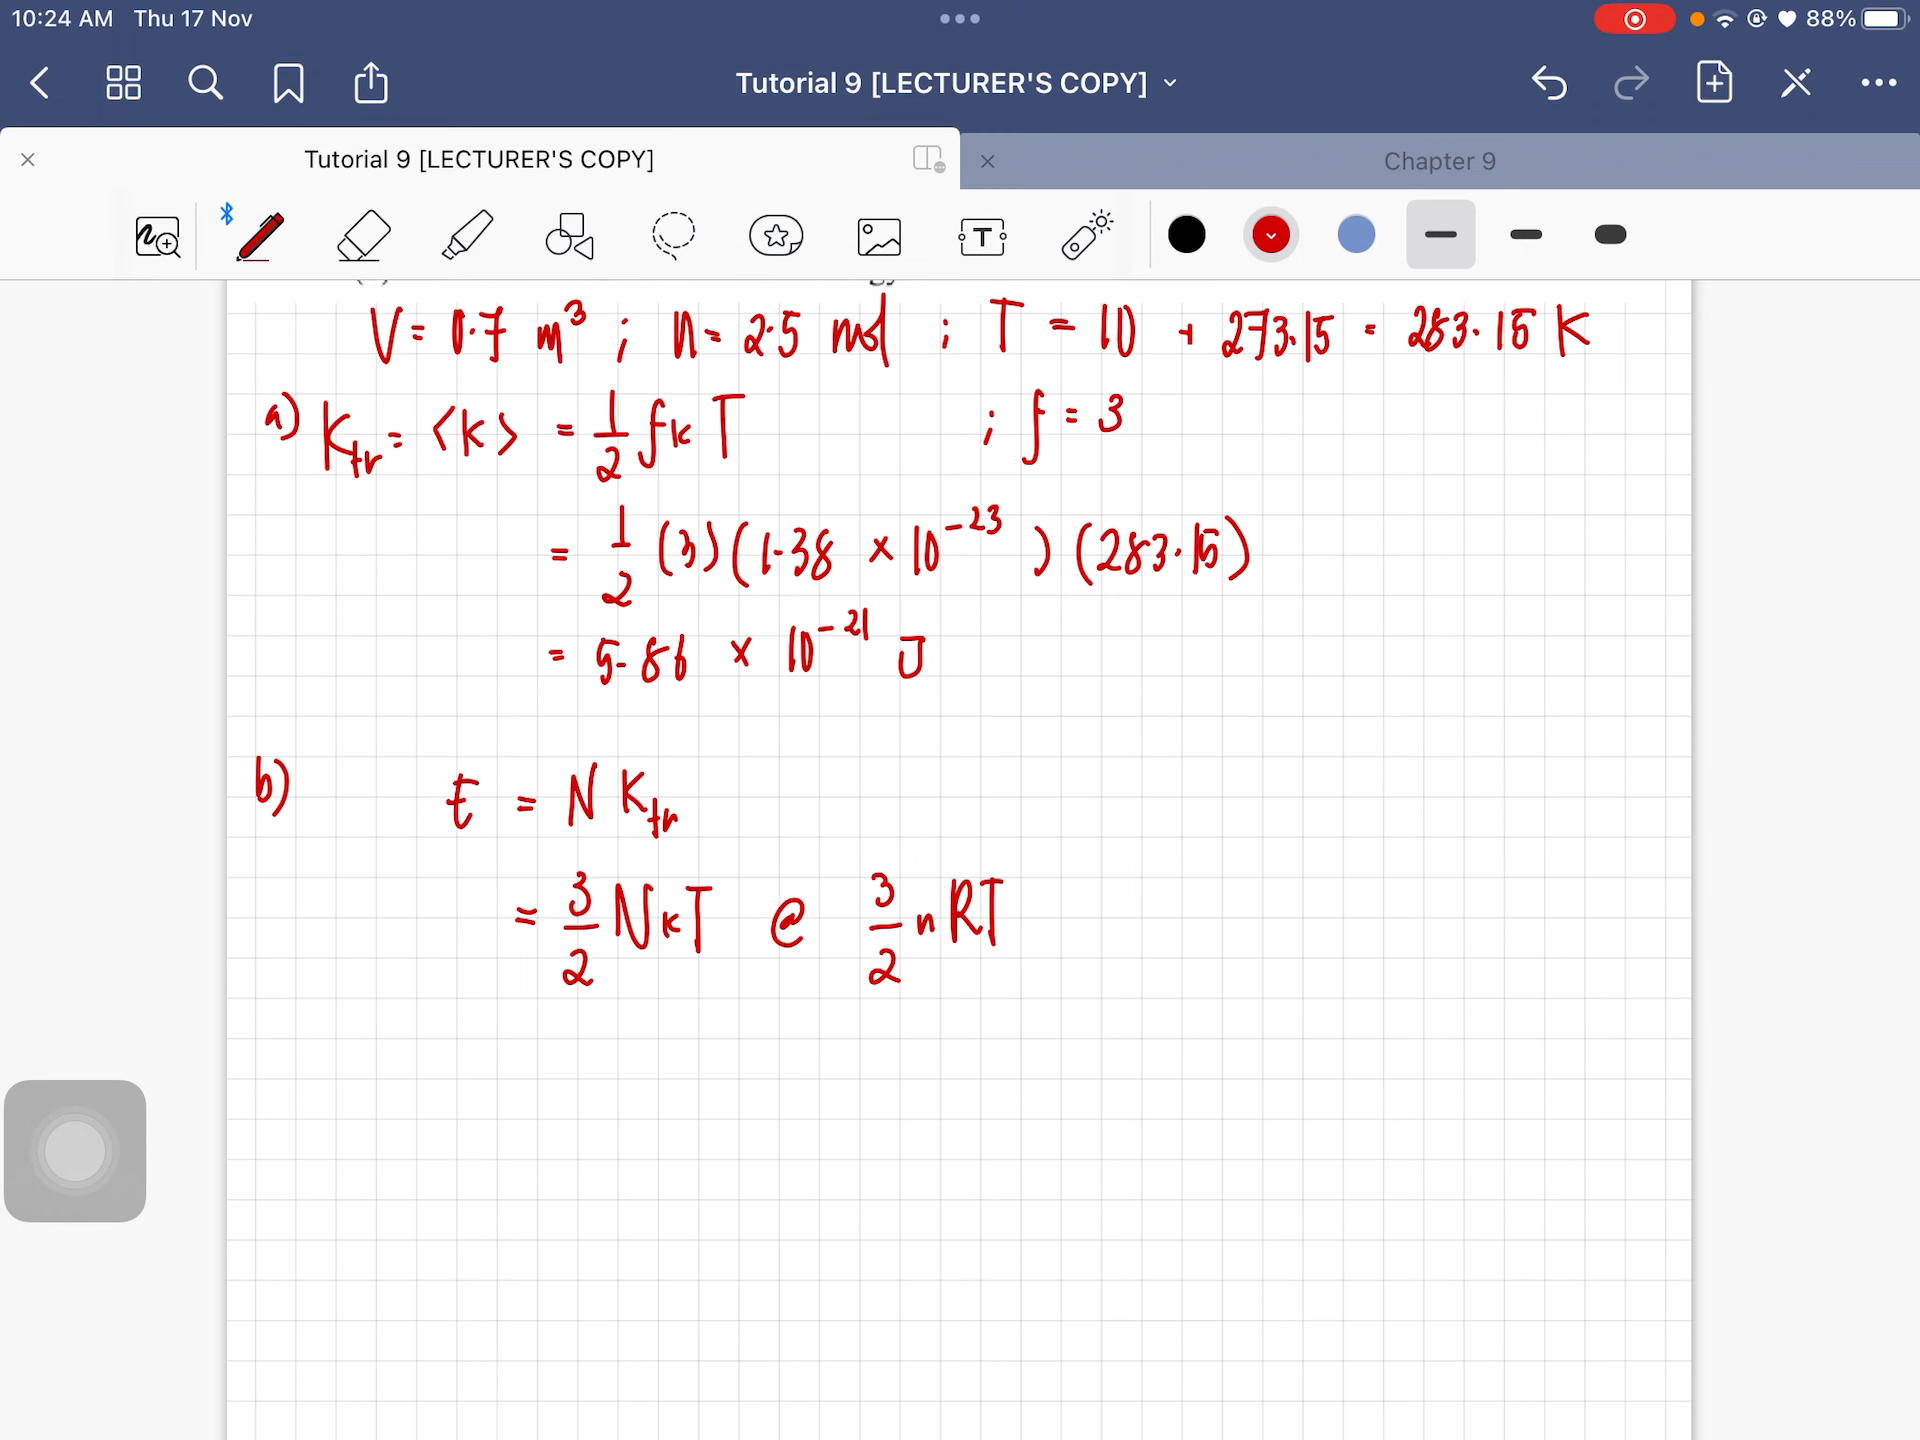 10:24 AM Thu 17 Nov
88%
Tutorial 9 [LECTURER'S COPY]
Tutorial 9 [LECTURER'S COPY]
Chapter 9
V = 0.7 m³ ; n = 2.5 mol ; T = 10 + 273.15 = 283.15 K
a) K_tr = ⟨K⟩ = 1/2 fkT ; f = 3
= 1/2 (3)(1.38 × 10⁻²³)(283.15)
= 5.86 × 10⁻²¹ J
b) E = N K_tr
= 3/2 NkT @ 3/2 nRT